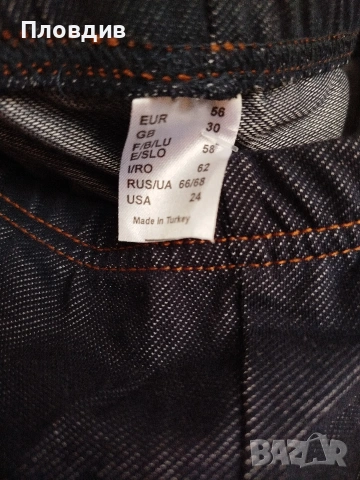 Пловдив
EUR 56
GB 30
F/B/LU
E/SLO 58
I/RO 62
RUS/UA 66/68
USA 24
Made in Turkey
BAZAR